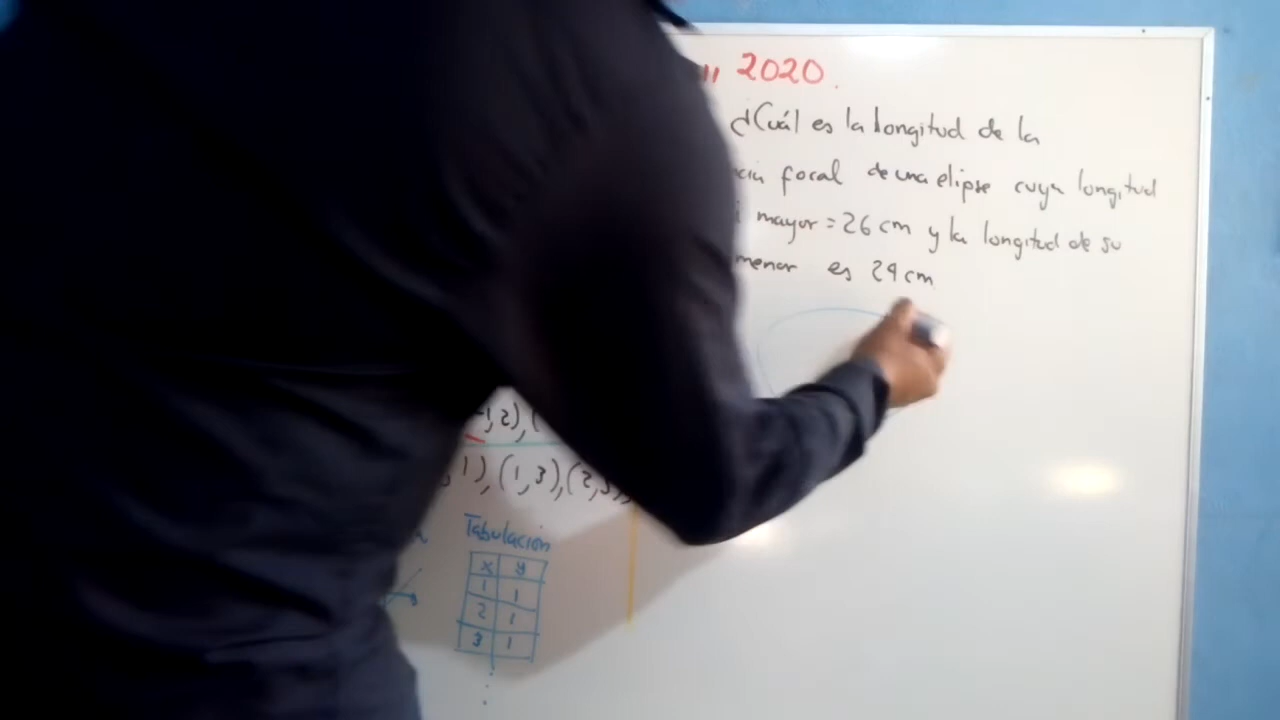 2020.
¿Cuál es la longitud de la
focal de una elipse cuya longitud
mayor = 26 cm y la longitud de su
menor es 24 cm
-1, 2), (
1), (1, 3), (2, 3),
Tabulación
x y
1 1
2 1
3 1